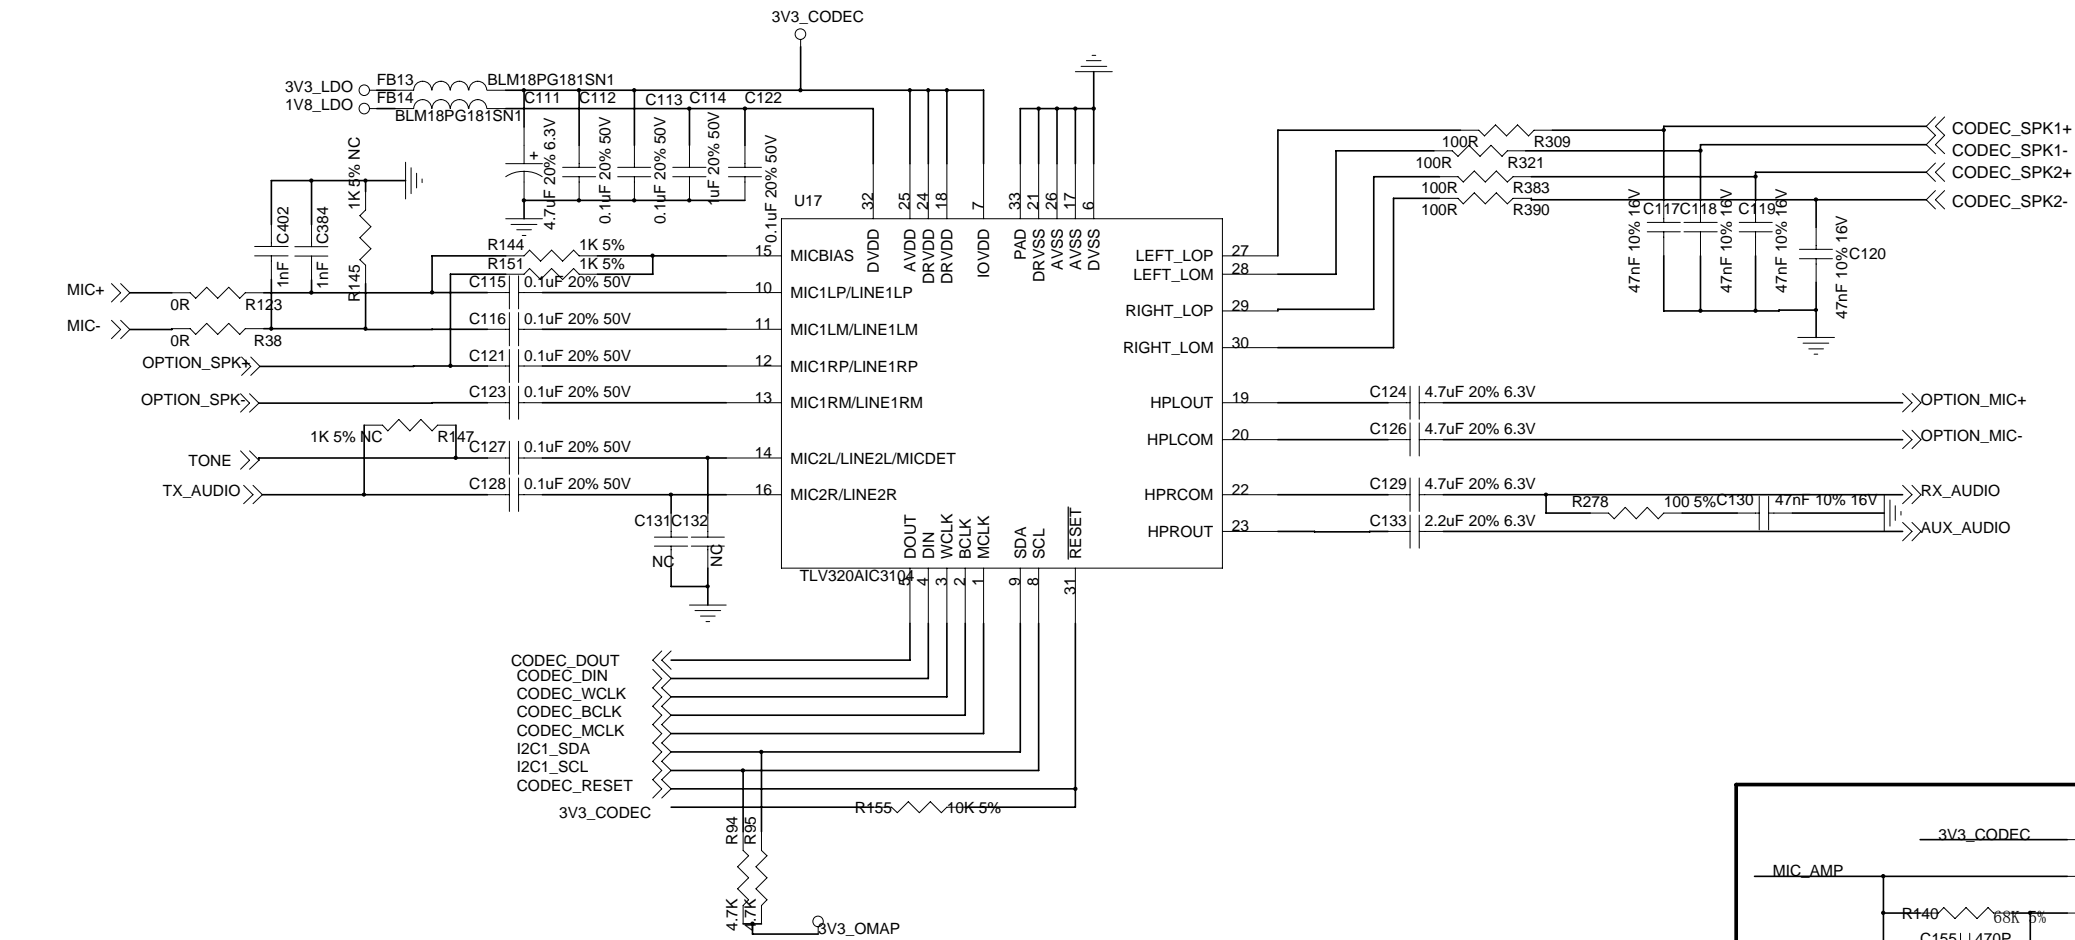 3V3_CODEC
3V3_LDO
FB13
BLM18PG181SN1
1V8_LDO
FB14
BLM18PG181SN1
C111
C112
C113
C114
C122
4.7uF 20% 6.3V
0.1uF 20% 50V
0.1uF 20% 50V
1uF 20% 50V
0.1uF 20% 50V
+
1K 5% NC
R145
C402
1nF
C384
1nF
U17
32
25
24
18
7
33
21
26
17
6
DVDD
AVDD
DRVDD
DRVDD
IOVDD
PAD
DRVSS
AVSS
AVSS
DVSS
R144
1K 5%
15
MICBIAS
R151
1K 5%
MIC+
0R
R123
C115
0.1uF 20% 50V
10
MIC1LP/LINE1LP
MIC-
0R
R38
C116
0.1uF 20% 50V
11
MIC1LM/LINE1LM
OPTION_SPK+
C121
0.1uF 20% 50V
12
MIC1RP/LINE1RP
OPTION_SPK-
C123
0.1uF 20% 50V
13
MIC1RM/LINE1RM
1K 5% NC
R147
TONE
C127
0.1uF 20% 50V
14
MIC2L/LINE2L/MICDET
TX_AUDIO
C128
0.1uF 20% 50V
16
MIC2R/LINE2R
C131
C132
NC
NC
LEFT_LOP
27
LEFT_LOM
28
RIGHT_LOP
29
RIGHT_LOM
30
HPLOUT
19
HPLCOM
20
HPRCOM
22
HPROUT
23
100R
R309
100R
R321
100R
R383
100R
R390
CODEC_SPK1+
CODEC_SPK1-
CODEC_SPK2+
CODEC_SPK2-
C117
C118
C119
C120
47nF 10% 16V
47nF 10% 16V
47nF 10% 16V
47nF 10% 16V
C124
4.7uF 20% 6.3V
OPTION_MIC+
C126
4.7uF 20% 6.3V
OPTION_MIC-
C129
4.7uF 20% 6.3V
RX_AUDIO
R278
100 5%
C130
47nF 10% 16V
C133
2.2uF 20% 6.3V
AUX_AUDIO
DOUT
DIN
WCLK
BCLK
MCLK
SDA
SCL
RESET
TLV320AIC3104
5
4
3
2
1
9
8
31
CODEC_DOUT
CODEC_DIN
CODEC_WCLK
CODEC_BCLK
CODEC_MCLK
I2C1_SDA
I2C1_SCL
CODEC_RESET
3V3_CODEC
R155
10K 5%
R94
R95
4.7K
4.7K
3V3_OMAP
3V3_CODEC
MIC_AMP
R140
68K 5%
C155
470P